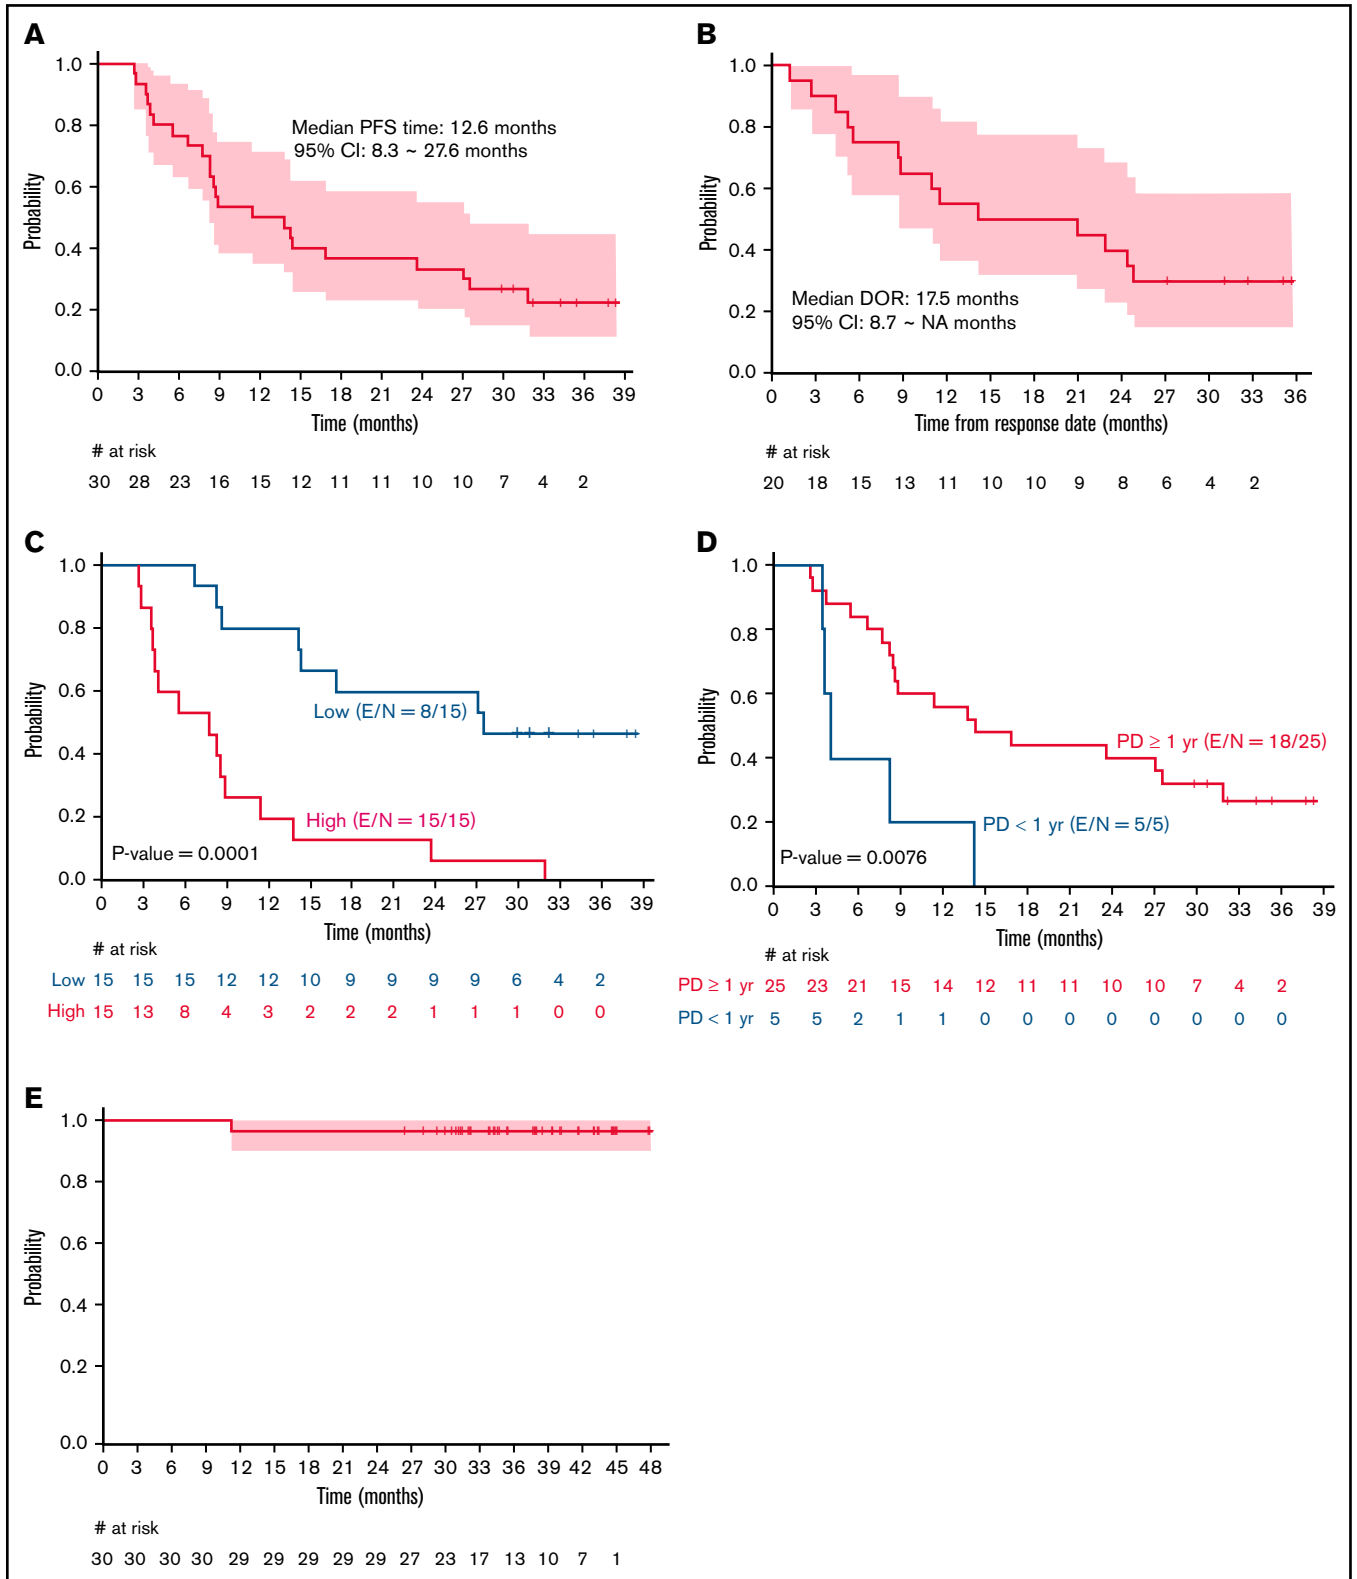 A
1.0
0.8
0.6
0.4
0.2
0.0
Probability
Median PFS time: 12.6 months
95% CI: 8.3 ~ 27.6 months
0 3 6 9 12 15 18 21 24 27 30 33 36 39
Time (months)
# at risk
30 28 23 16 15 12 11 11 10 10 7 4 2
B
1.0
0.8
0.6
0.4
0.2
0.0
Probability
Median DOR: 17.5 months
95% CI: 8.7 ~ NA months
0 3 6 9 12 15 18 21 24 27 30 33 36
Time from response date (months)
# at risk
20 18 15 13 11 10 10 9 8 6 4 2
C
1.0
0.8
0.6
0.4
0.2
0.0
Probability
Low (E/N = 8/15)
High (E/N = 15/15)
P-value = 0.0001
0 3 6 9 12 15 18 21 24 27 30 33 36 39
Time (months)
# at risk
Low 15 15 15 12 12 10 9 9 9 9 6 4 2
High 15 13 8 4 3 2 2 2 1 1 1 0 0
D
1.0
0.8
0.6
0.4
0.2
0.0
Probability
PD ≥ 1 yr (E/N = 18/25)
PD < 1 yr (E/N = 5/5)
P-value = 0.0076
0 3 6 9 12 15 18 21 24 27 30 33 36 39
Time (months)
# at risk
PD ≥ 1 yr 25 23 21 15 14 12 11 11 10 10 7 4 2
PD < 1 yr 5 5 2 1 1 0 0 0 0 0 0 0 0
E
1.0
0.8
0.6
0.4
0.2
0.0
Probability
0 3 6 9 12 15 18 21 24 27 30 33 36 39 42 45 48
Time (months)
# at risk
30 30 30 30 29 29 29 29 29 27 23 17 13 10 7 1